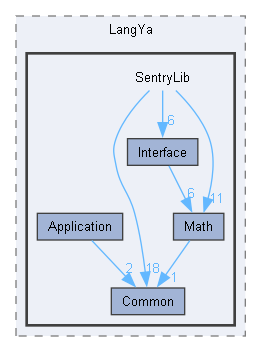 LangYa
SentryLib
6
Interface
6
11
Application
Math
2
18
1
Common